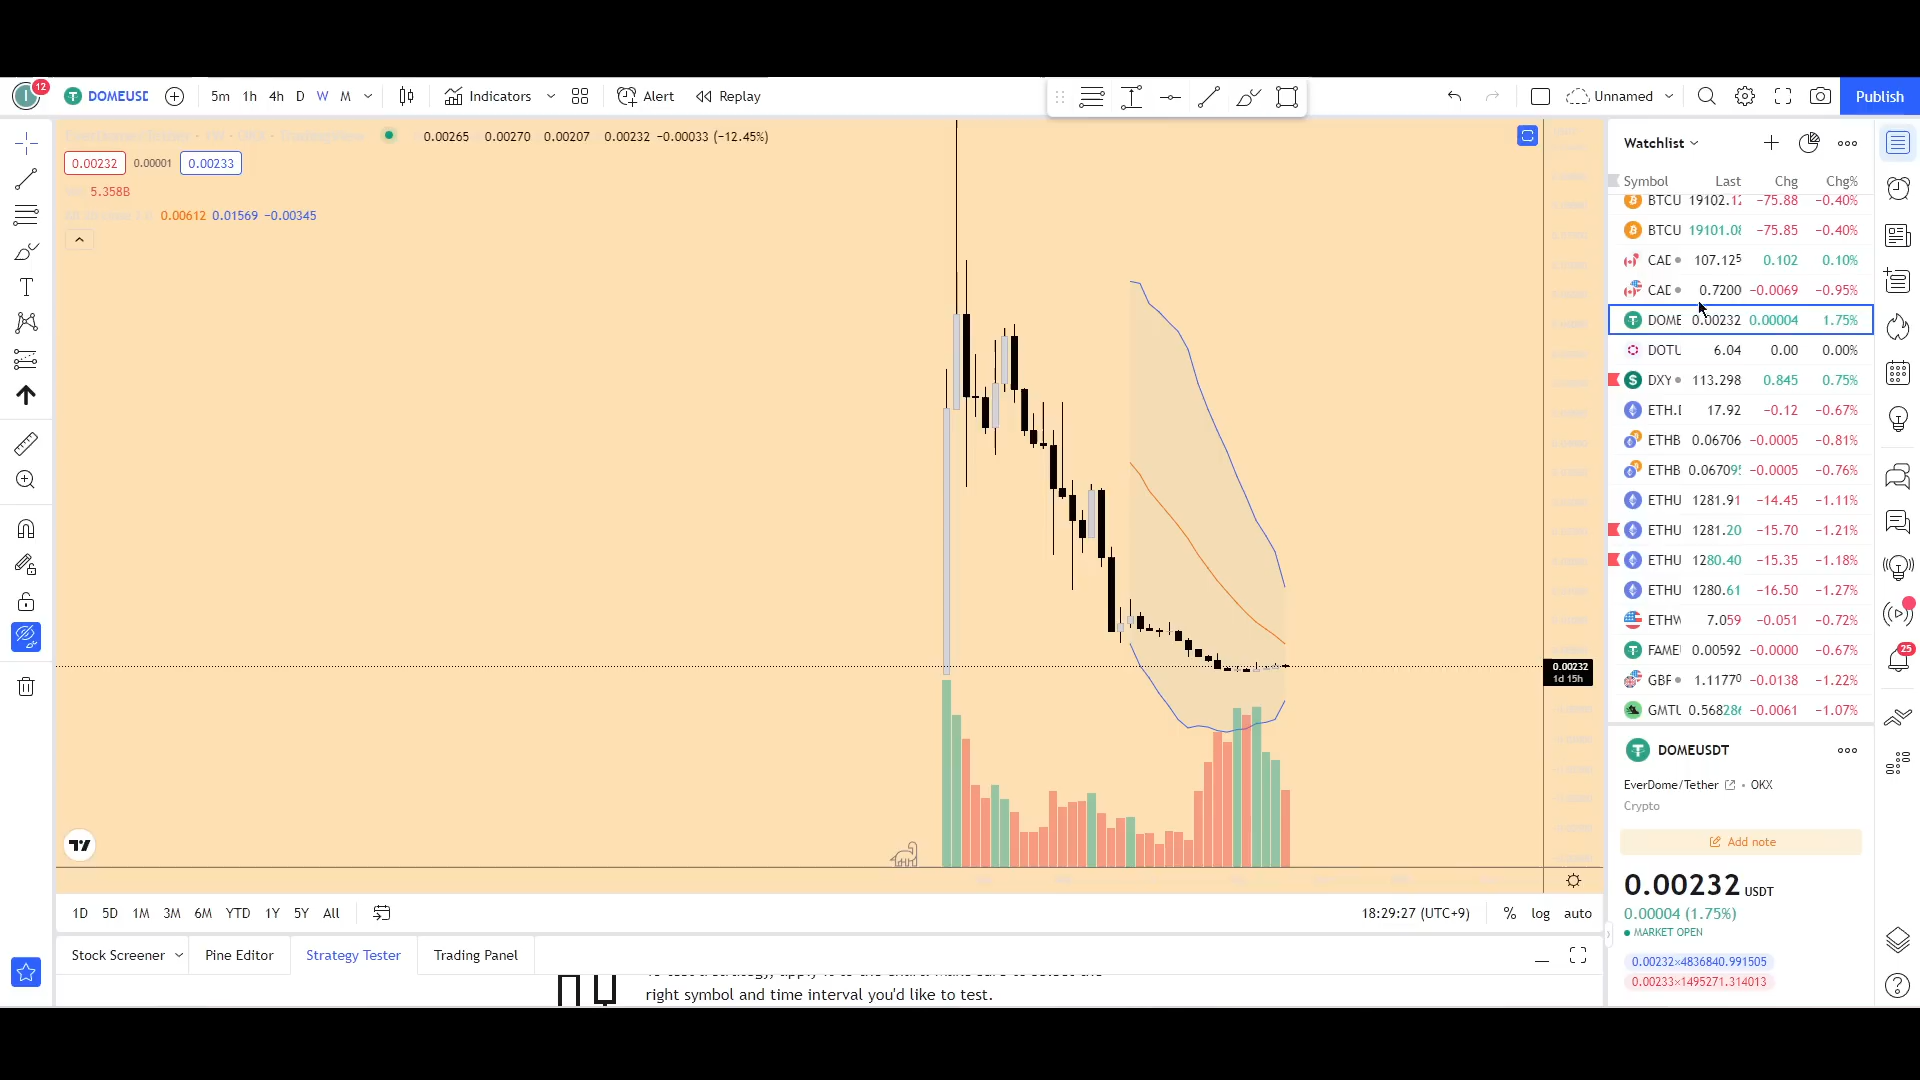 12
DOMEUSD
5m 1h 4h D W M Indicators Alert Replay
Unnamed Publish
0.00265 0.00270 0.00207 0.00232 −0.00033 (−12.45%)
0.00232 0.00001 0.00233
5.358B
0.00612 0.01569 −0.00345
0.00232
1d 15h
1D 5D 1M 3M 6M YTD 1Y 5Y All
18:29:27 (UTC+9) % log auto
Stock Screener Pine Editor Strategy Tester Trading Panel
right symbol and time interval you'd like to test.
Watchlist
Symbol Last Chg Chg%
BTCU 19102.12 −75.88 −0.40%
BTCU 19101.08 −75.85 −0.40%
CAD 107.125 0.102 0.10%
CAD 0.7200 −0.0069 −0.95%
DOME 0.00232 0.00004 1.75%
DOTU 6.04 0.00 0.00%
DXY 113.298 0.845 0.75%
ETH.D 17.92 −0.12 −0.67%
ETHB 0.06706 −0.0005 −0.81%
ETHB 0.067095 −0.0005 −0.76%
ETHU 1281.91 −14.45 −1.11%
ETHU 1281.20 −15.70 −1.21%
ETHU 1280.40 −15.35 −1.18%
ETHU 1280.61 −16.50 −1.27%
ETHW 7.059 −0.051 −0.72%
FAME 0.00592 −0.0000 −0.67%
GBP 1.11770 −0.0138 −1.22%
GMTU 0.568286 −0.0061 −1.07%
DOMEUSDT
EverDome/Tether • OKX
Crypto
Add note
0.00232 USDT
0.00004 (1.75%)
MARKET OPEN
0.00232×4836840.991505
0.00233×1495271.314013
25